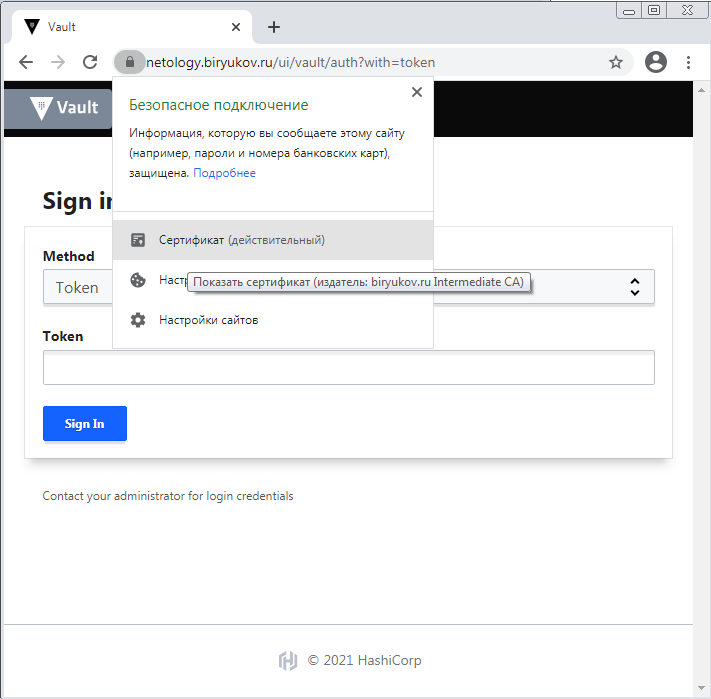 Vault
netology.biryukov.ru/ui/vault/auth?with=token
Vault
Безопасное подключение
Информация, которую вы сообщаете этому сайту
(например, пароли и номера банковских карт),
защищена. Подробнее
Sign in
Сертификат (действительный)
Method
Token
Показать сертификат (издатель: biryukov.ru Intermediate CA)
Настройки сайтов
Token
Sign In
Contact your administrator for login credentials
© 2021 HashiCorp